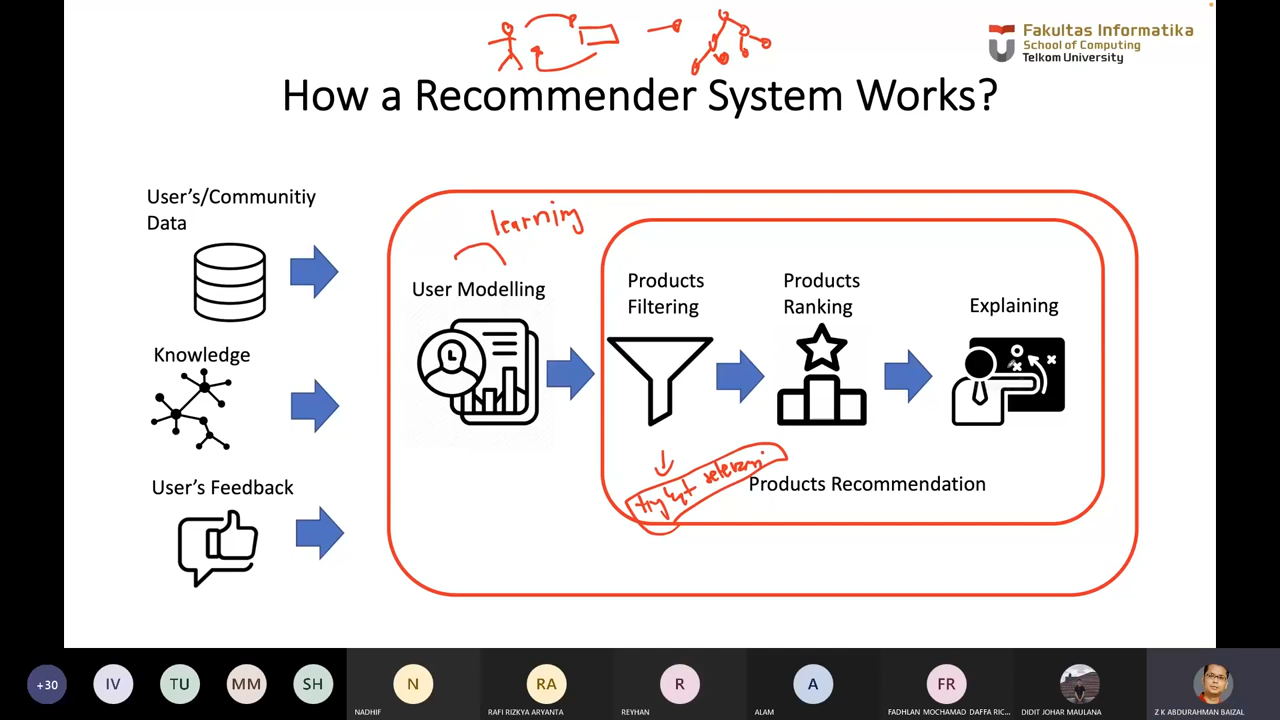 Fakultas Informatika
School of Computing
Telkom University
How a Recommender System Works?
User's/Communitiy
Data
learning
User Modelling
Products
Filtering
Products
Ranking
Explaining
Knowledge
User's Feedback
Products Recommendation
+30
IV
TU
MM
SH
N
NADHIF
RA
RAFI RIZKYA ARYANTA
R
REYHAN
A
ALAM
FR
FADHLAN MOCHAMAD DAFFA RIC...
DIDIT JOHAR MAULANA
Z K ABDURAHMAN BAIZAL